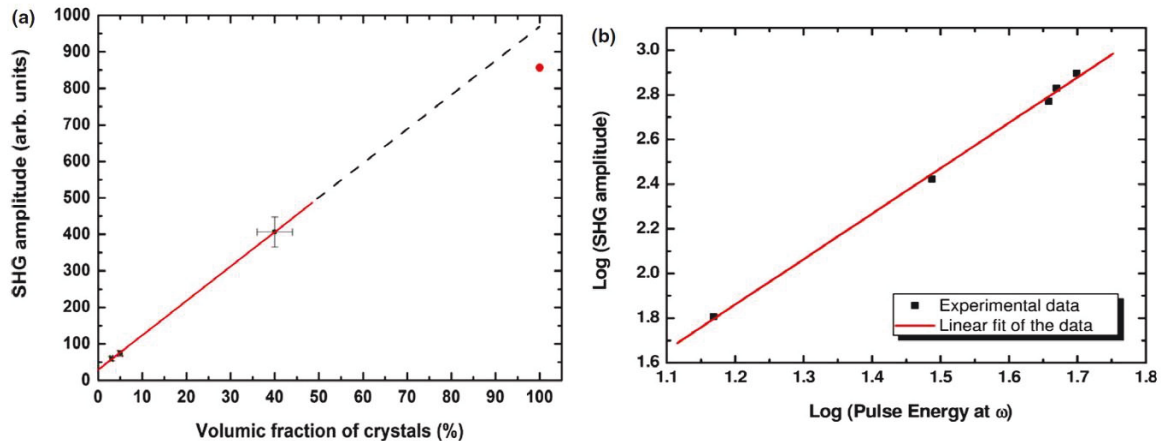 (a)
1000
900
800
700
600
500
400
300
200
100
0
SHG amplitude (arb. units)
0 10 20 30 40 50 60 70 80 90 100
Volumic fraction of crystals (%)
(b)
3.0
2.8
2.6
2.4
2.2
2.0
1.8
1.6
Log (SHG amplitude)
Experimental data
Linear fit of the data
1.1 1.2 1.3 1.4 1.5 1.6 1.7 1.8
Log (Pulse Energy at ω)